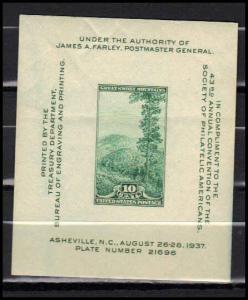 UNDER THE AUTHORITY OF
JAMES A. FARLEY, POSTMASTER GENERAL.
PRINTED BY THE
TREASURY DEPARTMENT,
BUREAU OF ENGRAVING AND PRINTING.
GREAT SMOKY MOUNTAINS
10
CENTS
UNITED STATES POSTAGE
IN COMPLIMENT TO THE
43RD ANNUAL CONVENTION OF THE
SOCIETY OF PHILATELIC AMERICANS.
ASHEVILLE, N.C., AUGUST 26-28, 1937.
PLATE NUMBER 21696